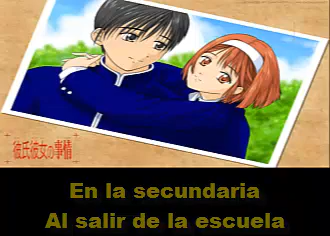 彼氏彼女の事情
En la secundaria
Al salir de la escuela